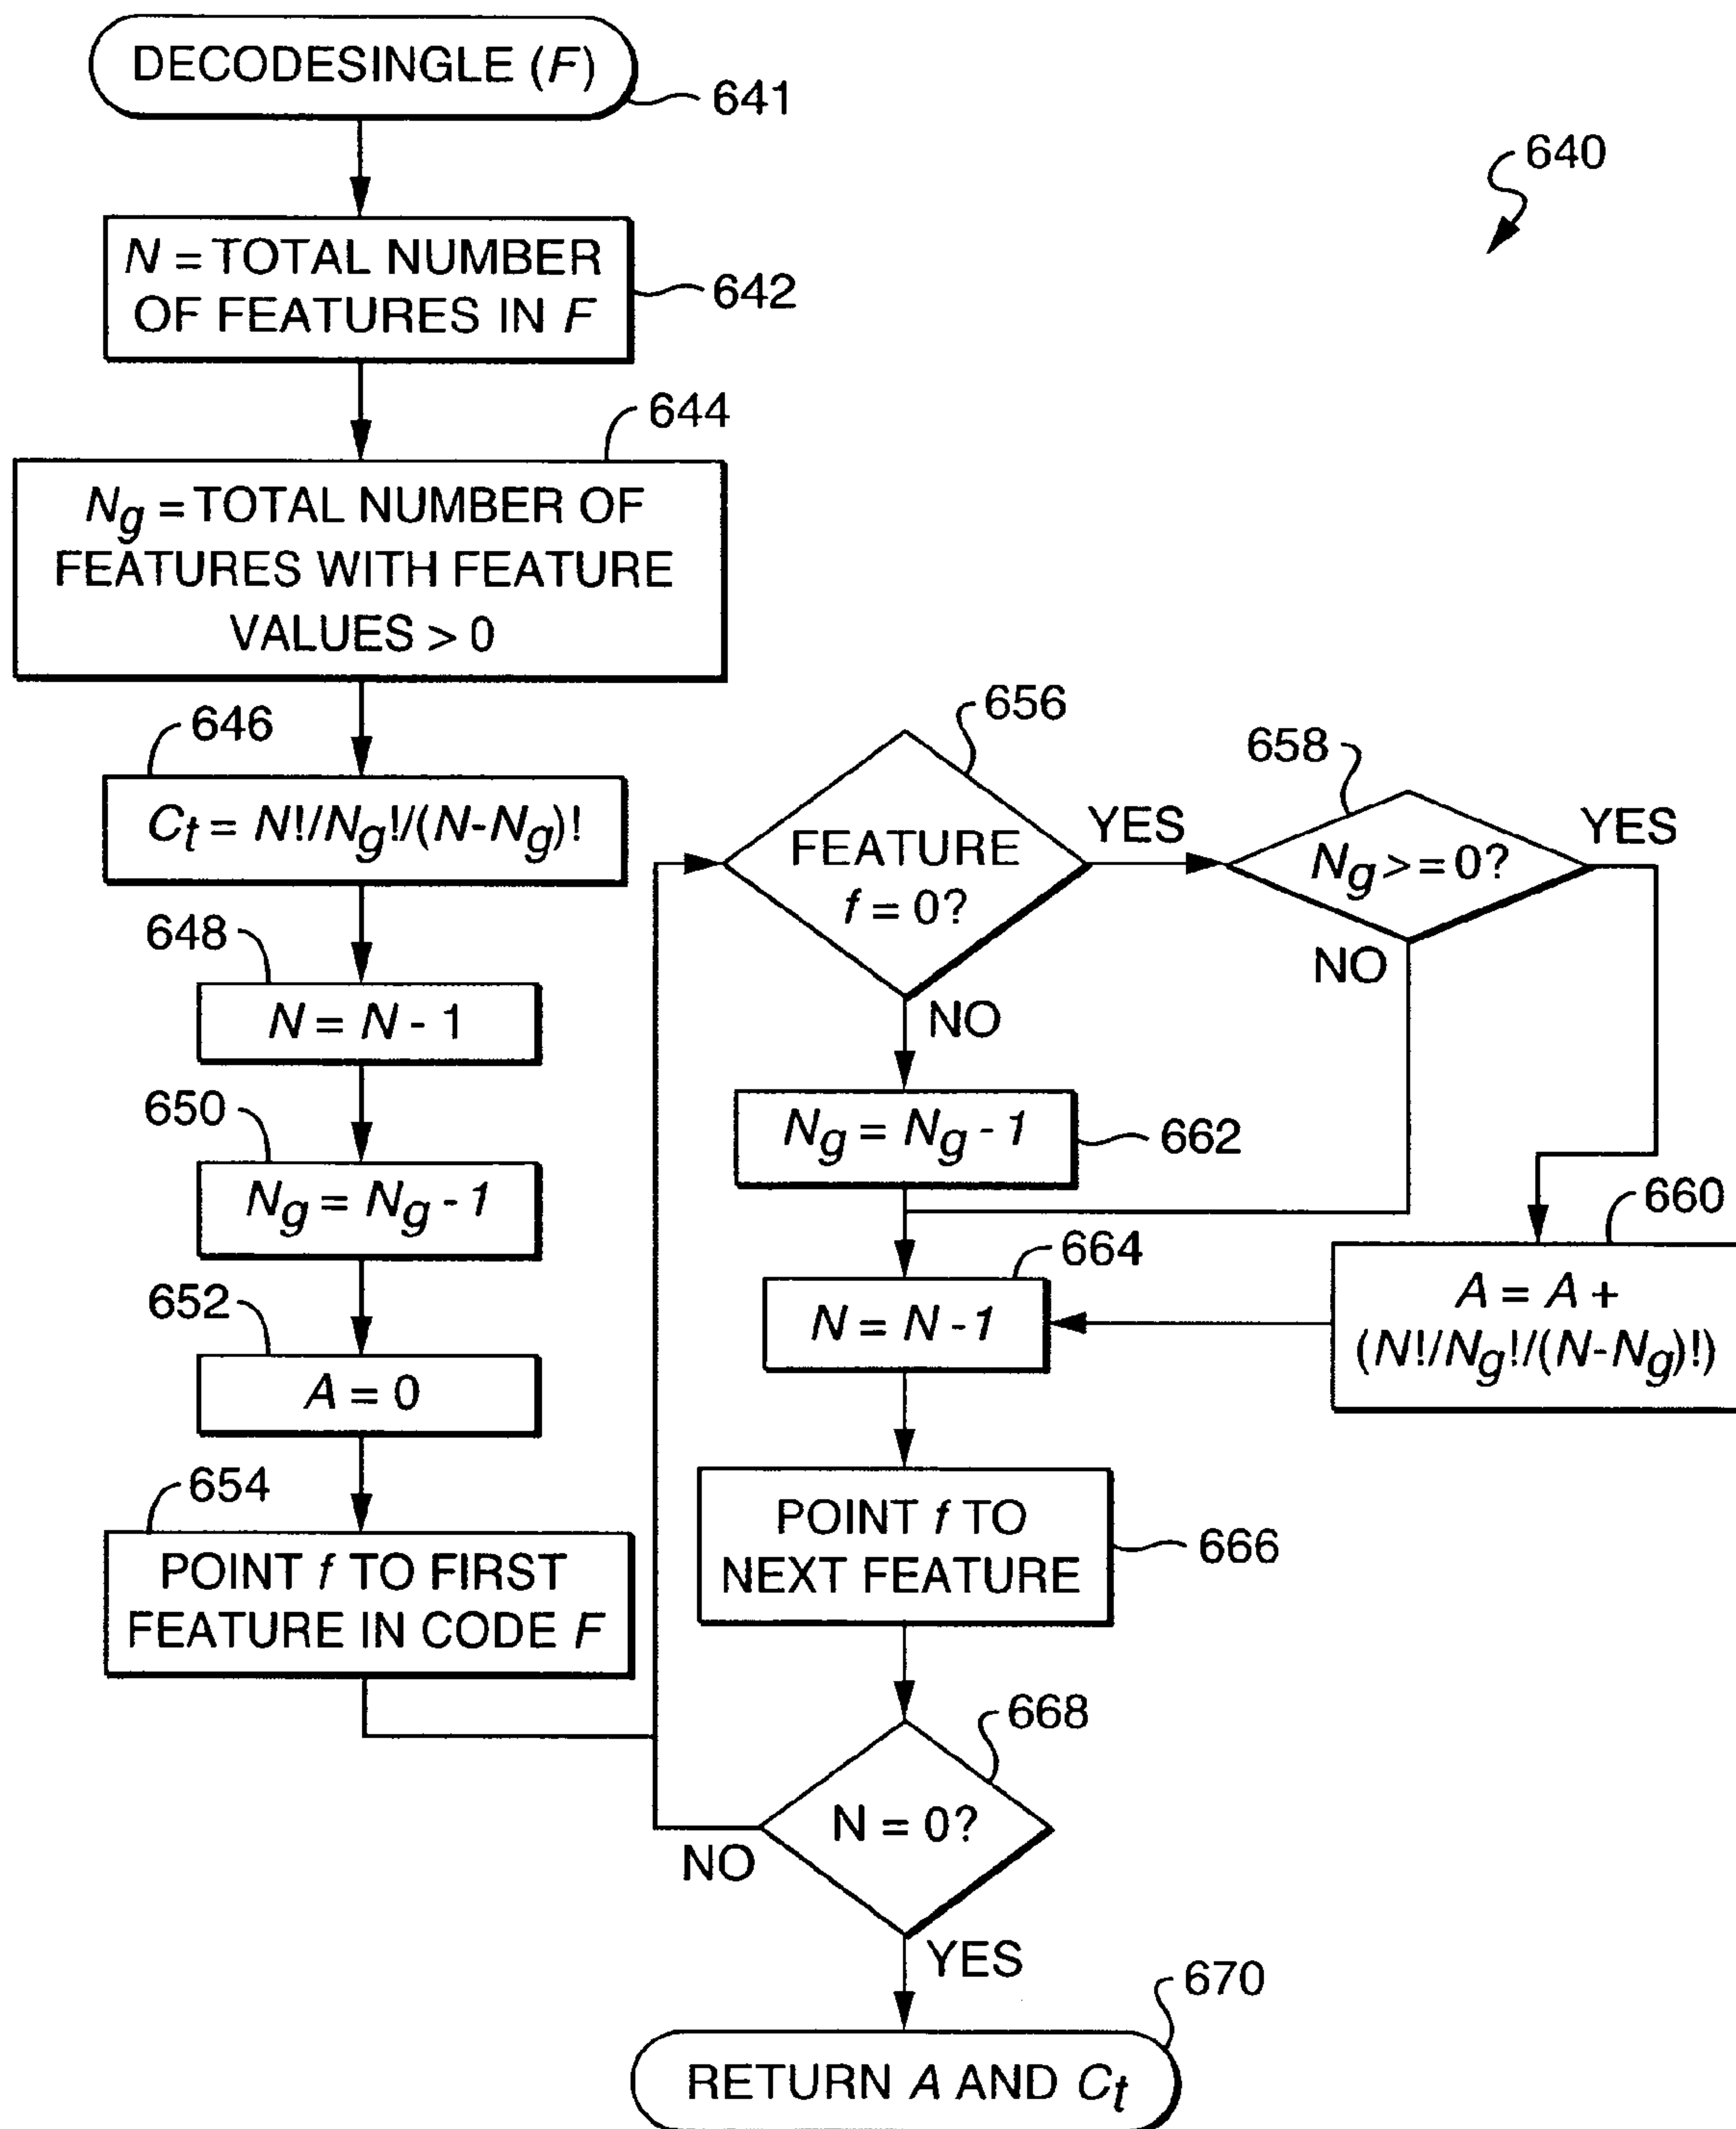 DECODESINGLE (F)
641
640
N = TOTAL NUMBER
OF FEATURES IN F
642
644
Ng = TOTAL NUMBER OF
FEATURES WITH FEATURE
VALUES > 0
646
Ct = N!/Ng!/(N-Ng)!
648
N = N - 1
650
Ng = Ng - 1
652
A = 0
654
POINT f TO FIRST
FEATURE IN CODE F
656
FEATURE
f = 0?
YES
NO
658
Ng >= 0?
YES
NO
660
A = A +
(N!/Ng!/(N-Ng)!)
Ng = Ng - 1
662
664
N = N - 1
POINT f TO
NEXT FEATURE
666
668
N = 0?
NO
YES
670
RETURN A AND Ct